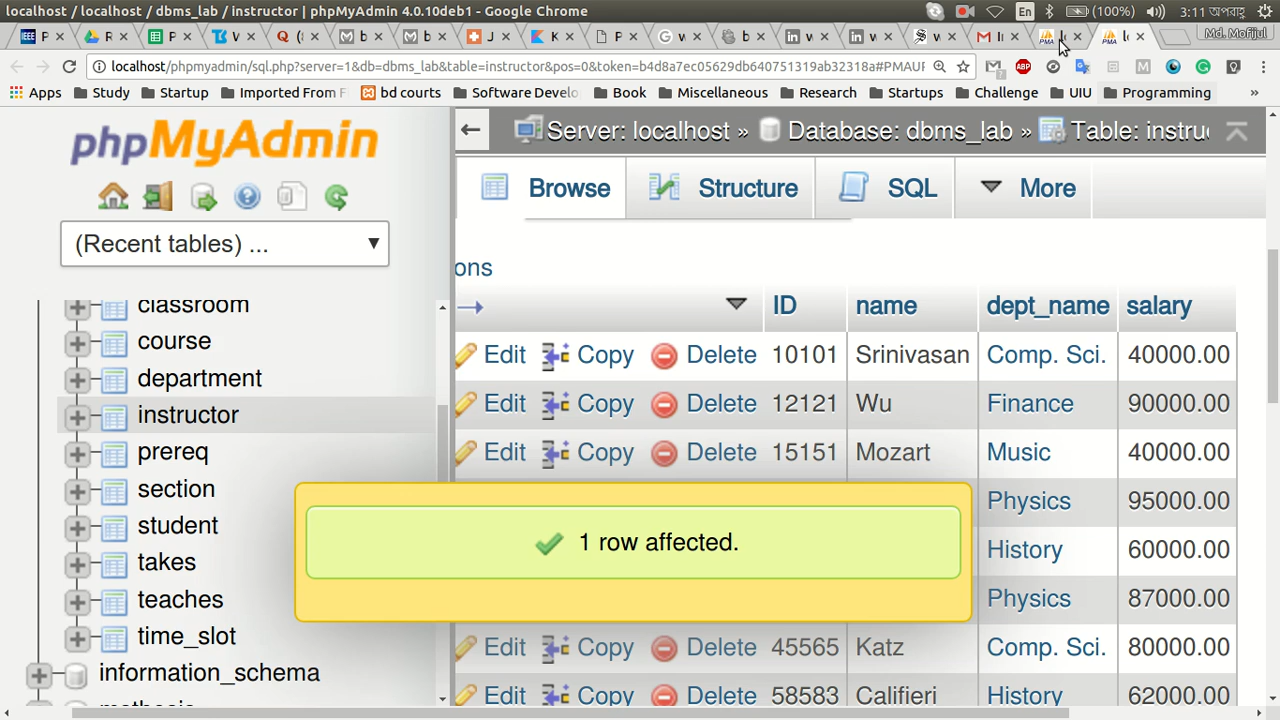 localhost / localhost / dbms_lab / instructor | phpMyAdmin 4.0.10deb1 - Google Chrome
En (100%) 3:11 অপরাহ্ণ
Md. Mofijul
localhost/phpmyadmin/sql.php?server=1&db=dbms_lab&table=instructor&pos=0&token=b4d8a7ec05629db640751319ab32318a#PMAUF
Apps Study Startup Imported From F bd courts Software Develo Book Miscellaneous Research Startups Challenge UIU Programming »
phpMyAdmin
(Recent tables) ...
classroom
course
department
instructor
prereq
section
student
takes
teaches
time_slot
information_schema
Server: localhost » Database: dbms_lab » Table: instru
Browse Structure SQL More
ons
ID name dept_name salary
Edit Copy Delete 10101 Srinivasan Comp. Sci. 40000.00
Edit Copy Delete 12121 Wu Finance 90000.00
Edit Copy Delete 15151 Mozart Music 40000.00
Physics 95000.00
1 row affected.
History 60000.00
Physics 87000.00
Edit Copy Delete 45565 Katz Comp. Sci. 80000.00
Edit Copy Delete 58583 Califieri History 62000.00